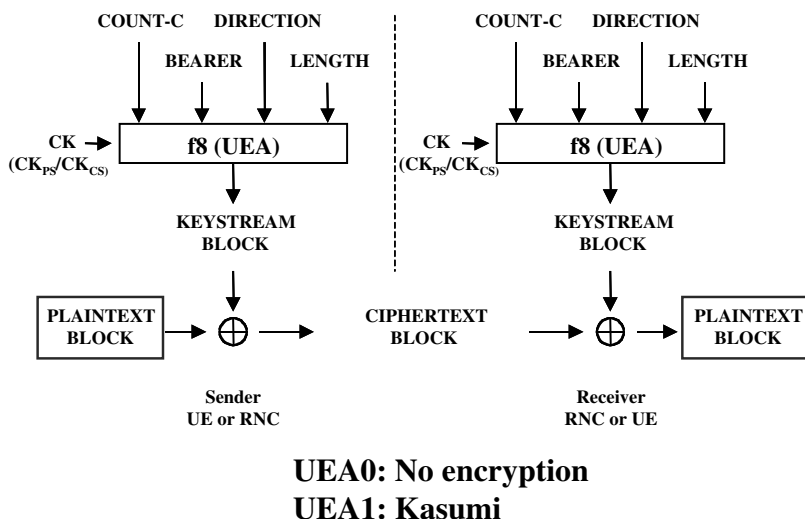 COUNT-C DIRECTION COUNT-C DIRECTION
BEARER LENGTH BEARER LENGTH
CK f8 (UEA) CK f8 (UEA)
(CKPS/CKCS) (CKPS/CKCS)
KEYSTREAM KEYSTREAM
BLOCK BLOCK
PLAINTEXT CIPHERTEXT PLAINTEXT
BLOCK BLOCK BLOCK
Sender Receiver
UE or RNC RNC or UE
UEA0: No encryption
UEA1: Kasumi